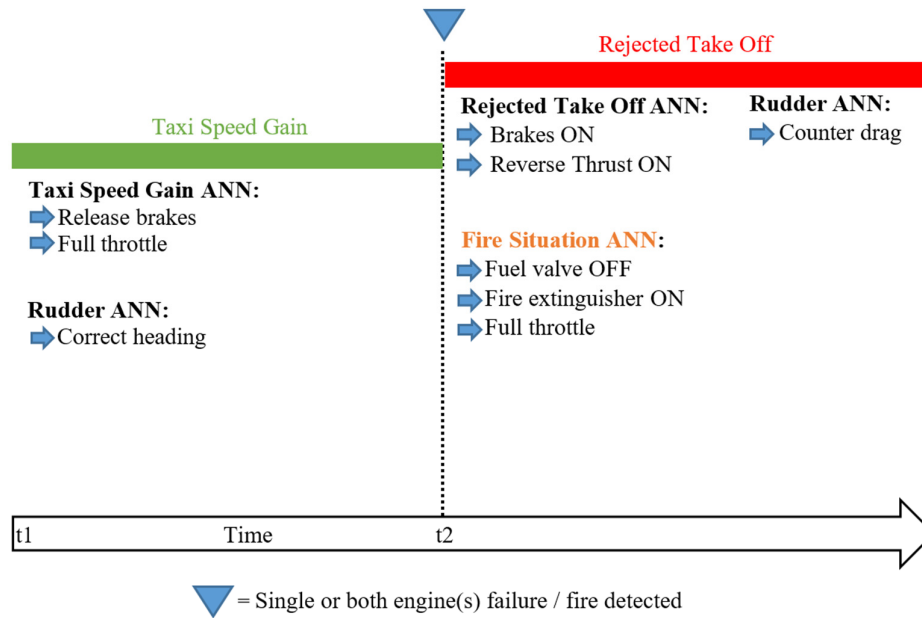 Rejected Take Off
Taxi Speed Gain
Taxi Speed Gain ANN:
Release brakes
Full throttle
Rudder ANN:
Correct heading
Rejected Take Off ANN:
Brakes ON
Reverse Thrust ON
Rudder ANN:
Counter drag
Fire Situation ANN:
Fuel valve OFF
Fire extinguisher ON
Full throttle
t1 Time t2
= Single or both engine(s) failure / fire detected